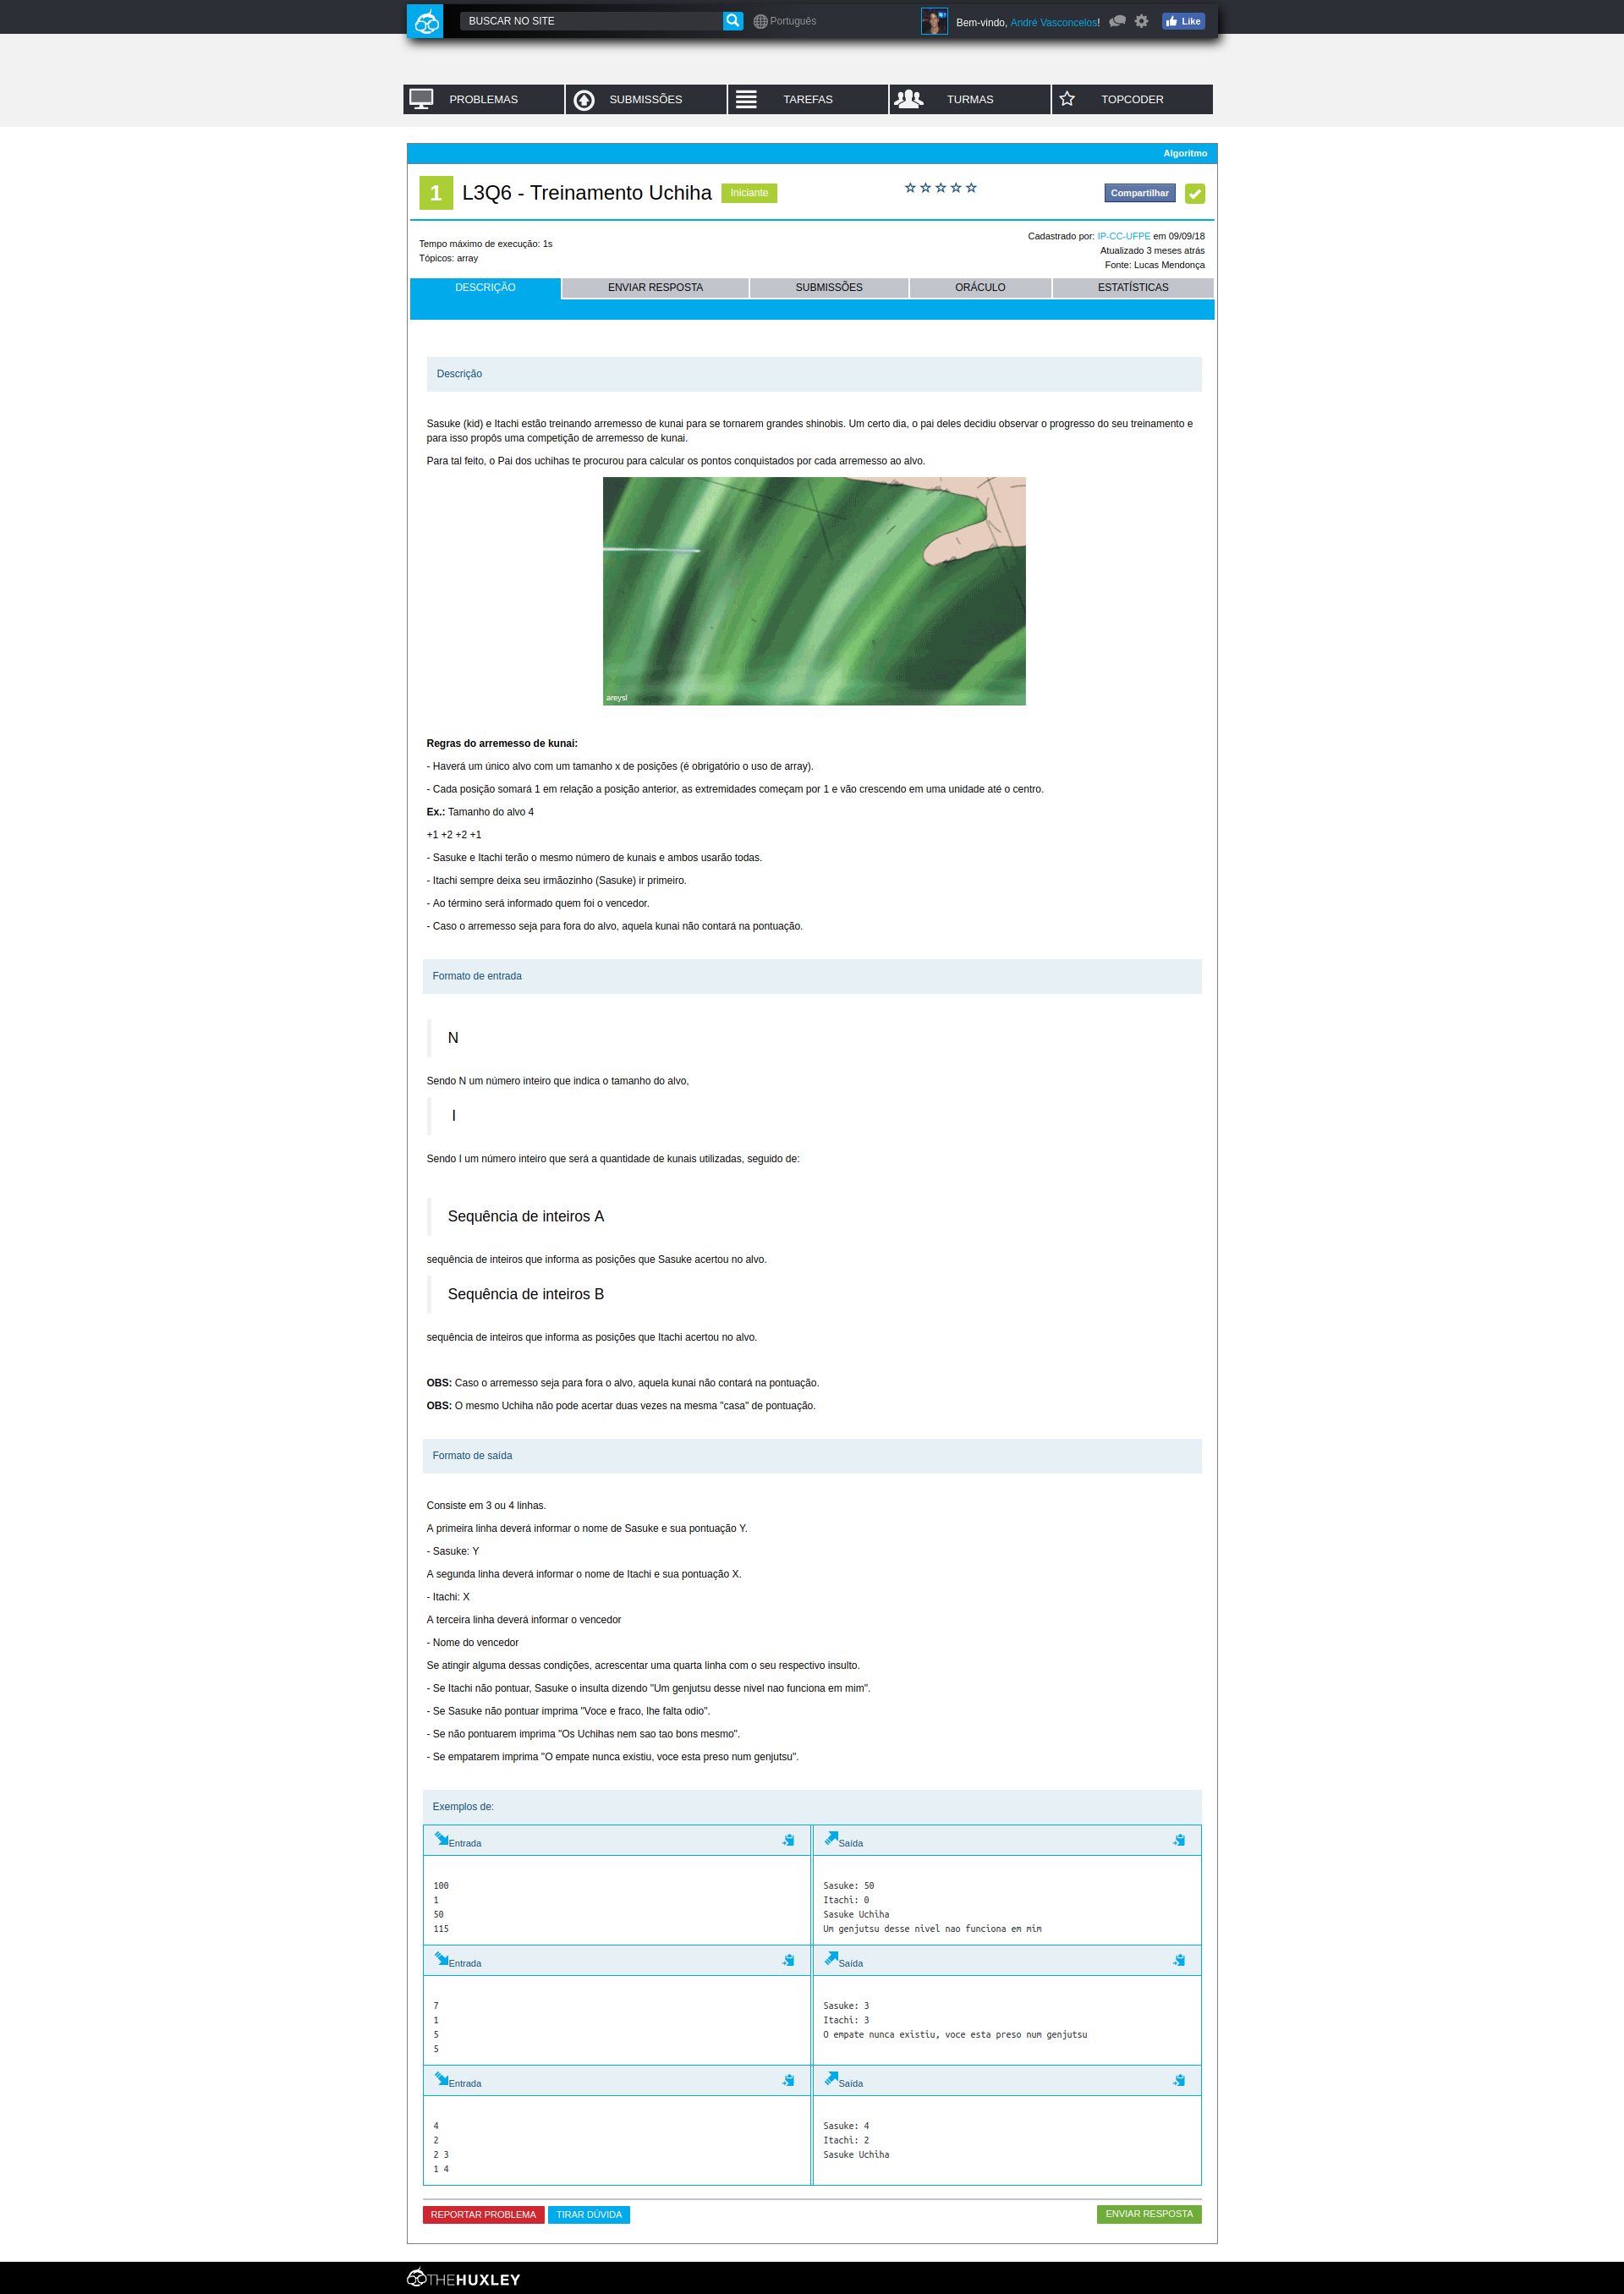 BUSCAR NO SITE
Português
Bem-vindo, André Vasconcelos!
Like
PROBLEMAS
SUBMISSÕES
TAREFAS
TURMAS
TOPCODER
Algoritmo
1
L3Q6 - Treinamento Uchiha
Iniciante
Compartilhar
Tempo máximo de execução: 1s
Tópicos: array
Cadastrado por: IP-CC-UFPE em 09/09/18
Atualizado 3 meses atrás
Fonte: Lucas Mendonça
DESCRIÇÃO
ENVIAR RESPOSTA
SUBMISSÕES
ORÁCULO
ESTATÍSTICAS
Descrição
Sasuke (kid) e Itachi estão treinando arremesso de kunai para se tornarem grandes shinobis. Um certo dia, o pai deles decidiu observar o progresso do seu treinamento e
para isso propôs uma competição de arremesso de kunai.
Para tal feito, o Pai dos uchihas te procurou para calcular os pontos conquistados por cada arremesso ao alvo.
areysl
Regras do arremesso de kunai:
- Haverá um único alvo com um tamanho x de posições (é obrigatório o uso de array).
- Cada posição somará 1 em relação a posição anterior, as extremidades começam por 1 e vão crescendo em uma unidade até o centro.
Ex.: Tamanho do alvo 4
+1 +2 +2 +1
- Sasuke e Itachi terão o mesmo número de kunais e ambos usarão todas.
- Itachi sempre deixa seu irmãozinho (Sasuke) ir primeiro.
- Ao término será informado quem foi o vencedor.
- Caso o arremesso seja para fora do alvo, aquela kunai não contará na pontuação.
Formato de entrada
N
Sendo N um número inteiro que indica o tamanho do alvo,
I
Sendo I um número inteiro que será a quantidade de kunais utilizadas, seguido de:
Sequência de inteiros A
sequência de inteiros que informa as posições que Sasuke acertou no alvo.
Sequência de inteiros B
sequência de inteiros que informa as posições que Itachi acertou no alvo.
OBS: Caso o arremesso seja para fora o alvo, aquela kunai não contará na pontuação.
OBS: O mesmo Uchiha não pode acertar duas vezes na mesma "casa" de pontuação.
Formato de saída
Consiste em 3 ou 4 linhas.
A primeira linha deverá informar o nome de Sasuke e sua pontuação Y.
- Sasuke: Y
A segunda linha deverá informar o nome de Itachi e sua pontuação X.
- Itachi: X
A terceira linha deverá informar o vencedor
- Nome do vencedor
Se atingir alguma dessas condições, acrescentar uma quarta linha com o seu respectivo insulto.
- Se Itachi não pontuar, Sasuke o insulta dizendo "Um genjutsu desse nivel nao funciona em mim".
- Se Sasuke não pontuar imprima "Voce e fraco, lhe falta odio".
- Se não pontuarem imprima "Os Uchihas nem sao tao bons mesmo".
- Se empatarem imprima "O empate nunca existiu, voce esta preso num genjutsu".
Exemplos de:
Entrada
Saída
100
1
50
115
Sasuke: 50
Itachi: 0
Sasuke Uchiha
Um genjutsu desse nivel nao funciona em mim
Entrada
Saída
7
1
5
5
Sasuke: 3
Itachi: 3
O empate nunca existiu, voce esta preso num genjutsu
Entrada
Saída
4
2
2 3
1 4
Sasuke: 4
Itachi: 2
Sasuke Uchiha
REPORTAR PROBLEMA
TIRAR DÚVIDA
ENVIAR RESPOSTA
THEHUXLEY